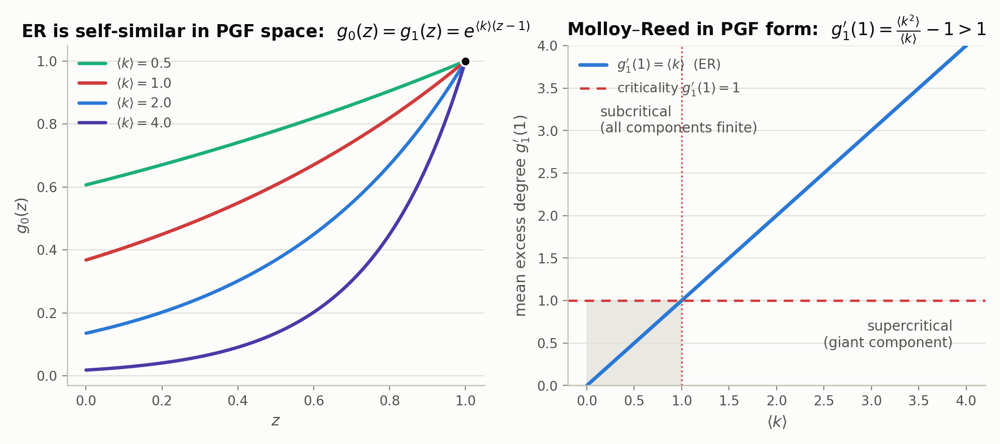 ER is self-similar in PGF space: g₀(z) = g₁(z) = e^{⟨k⟩(z − 1)}
1.0
0.8
0.6
0.4
0.2
0.0
g₀(z)
⟨k⟩ = 0.5
⟨k⟩ = 1.0
⟨k⟩ = 2.0
⟨k⟩ = 4.0
0.0 0.2 0.4 0.6 0.8 1.0
z
Molloy–Reed in PGF form: g₁′(1) = ⟨k²⟩/⟨k⟩ − 1 > 1
4.0
3.5
3.0
2.5
2.0
1.5
1.0
0.5
0.0
mean excess degree g₁′(1)
g₁′(1) = ⟨k⟩ (ER)
criticality g₁′(1) = 1
subcritical
(all components finite)
supercritical
(giant component)
0.0 0.5 1.0 1.5 2.0 2.5 3.0 3.5 4.0
⟨k⟩